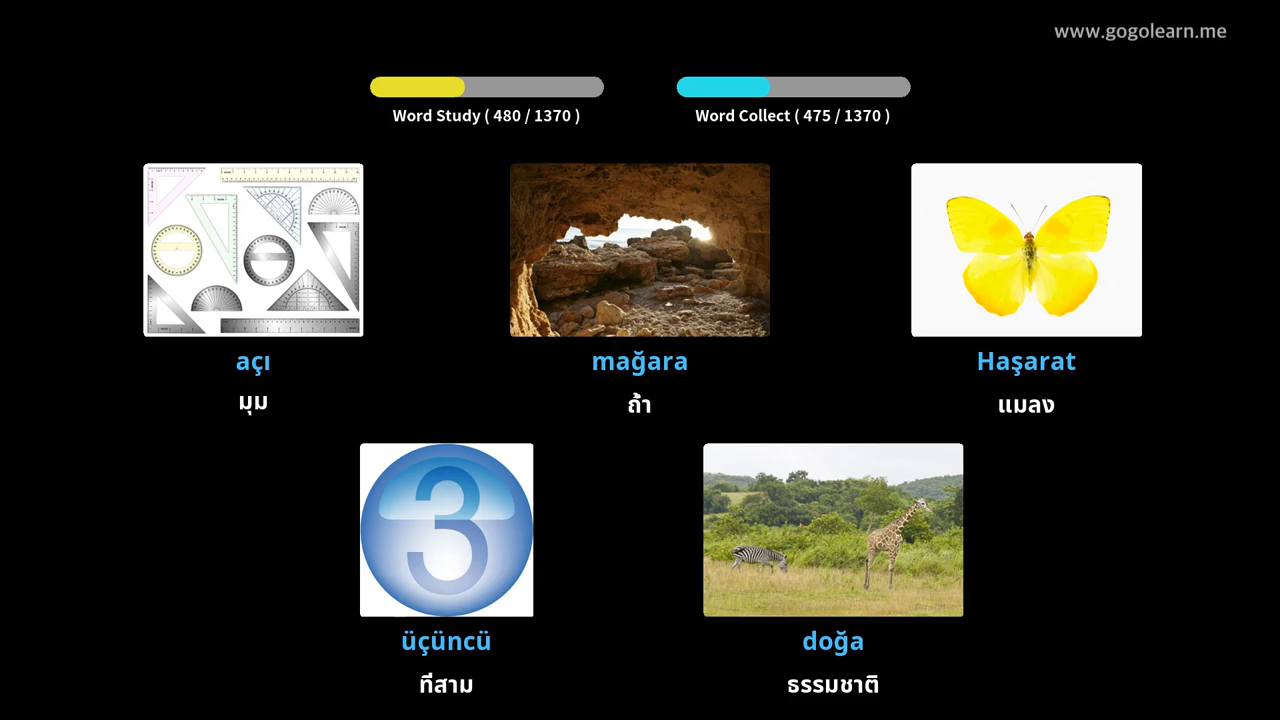 www.gogolearn.me
Word Study ( 480 / 1370 )
Word Collect ( 475 / 1370 )
açı
มุม
mağara
ถ้ำ
Haşarat
แมลง
3
üçüncü
ที่สาม
doğa
ธรรมชาติ